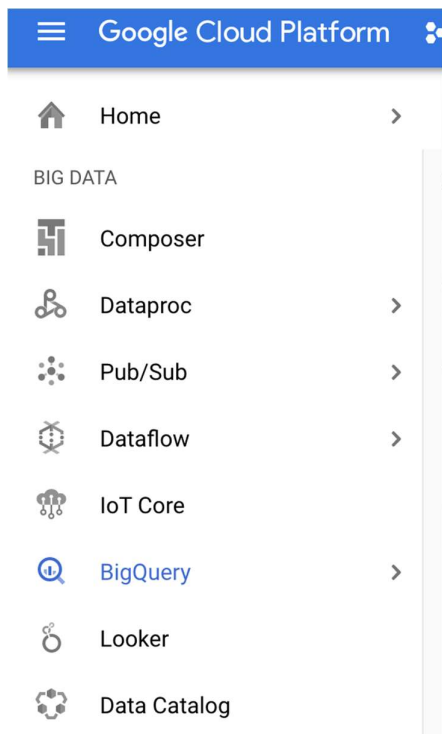 Google Cloud Platform
Home
BIG DATA
Composer
Dataproc
Pub/Sub
Dataflow
IoT Core
BigQuery
Looker
Data Catalog